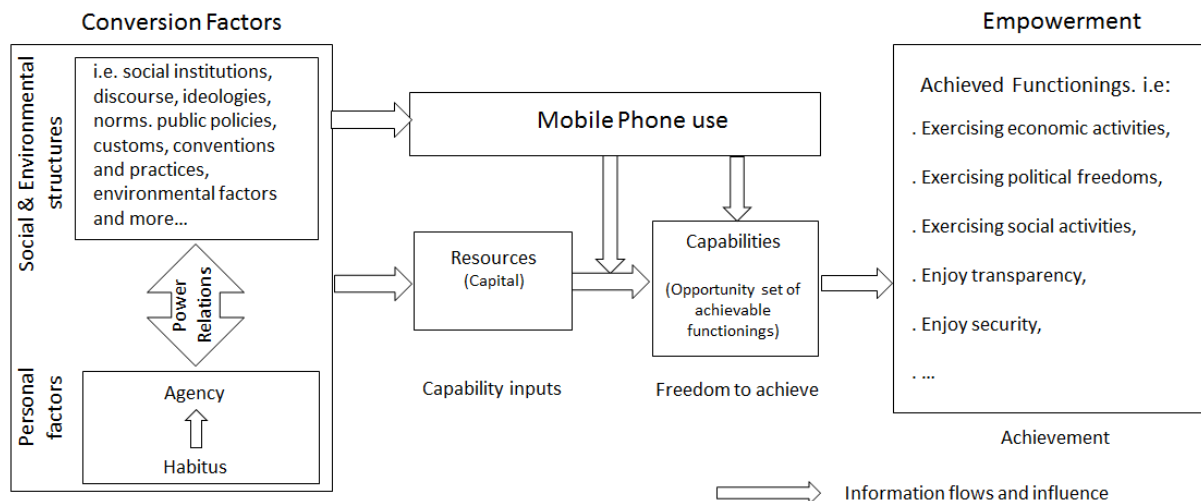 Conversion Factors
Social & Environmental
structures
i.e. social institutions,
discourse, ideologies,
norms. public policies,
customs, conventions
and practices,
environmental factors
and more...
Power
Relations
Personal
factors
Agency
Habitus
Mobile Phone use
Resources
(Capital)
Capability inputs
Capabilities
(Opportunity set of
achievable
functionings)
Freedom to achieve
Empowerment
Achieved Functionings. i.e:
. Exercising economic activities,
. Exercising political freedoms,
. Exercising social activities,
. Enjoy transparency,
. Enjoy security,
. ...
Achievement
Information flows and influence